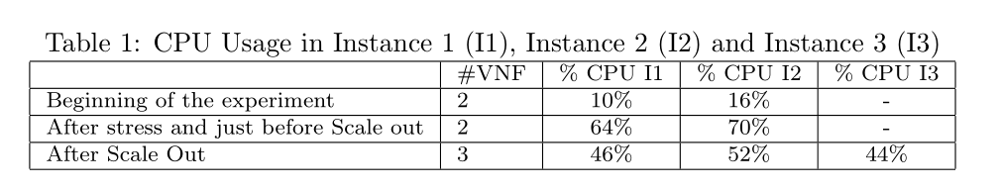 Table 1: CPU Usage in Instance 1 (I1), Instance 2 (I2) and Instance 3 (I3)
#VNF % CPU I1 % CPU I2 % CPU I3
Beginning of the experiment 2 10% 16% -
After stress and just before Scale out 2 64% 70% -
After Scale Out 3 46% 52% 44%